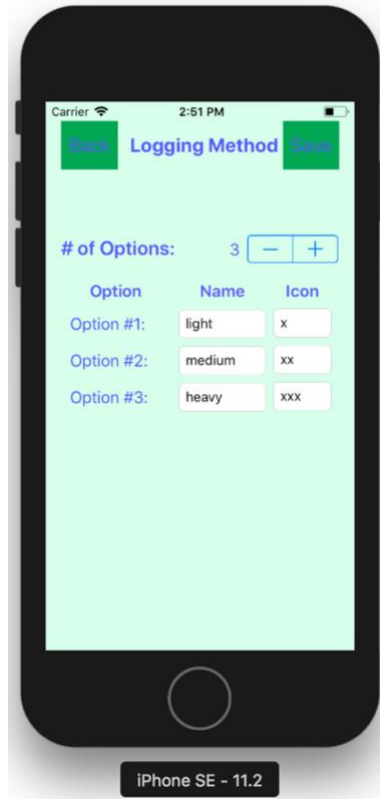 Carrier 2:51 PM
Back Logging Method Save
# of Options: 3 − +
Option Name Icon
Option #1: light x
Option #2: medium xx
Option #3: heavy xxx
iPhone SE - 11.2